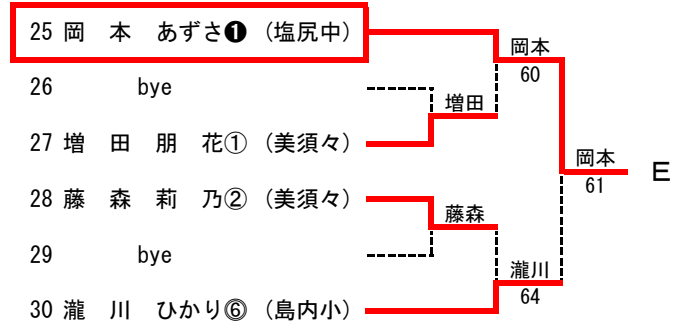 25 岡 本 あずさ❶ （塩尻中）
岡本
60
26 bye
増田
27 増 田 朋 花① （美須々）
岡本
61
E
28 藤 森 莉 乃② （美須々）
藤森
29 bye
瀧川
64
30 瀧 川 ひかり⑥ （島内小）